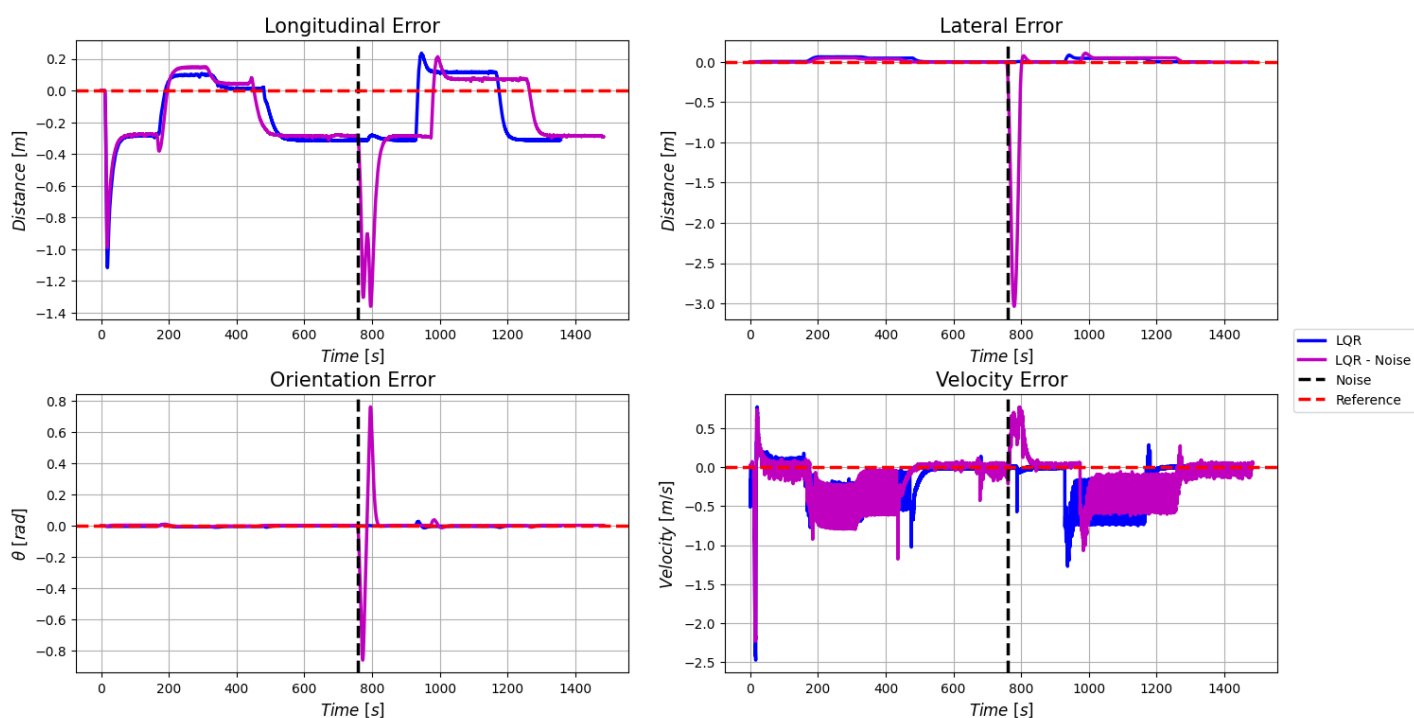 Longitudinal Error
Distance [m]
0.2
0.0
−0.2
−0.4
−0.6
−0.8
−1.0
−1.2
−1.4
0 200 400 600 800 1000 1200 1400
Time [s]
Lateral Error
Distance [m]
0.0
−0.5
−1.0
−1.5
−2.0
−2.5
−3.0
0 200 400 600 800 1000 1200 1400
Time [s]
LQR
LQR - Noise
Noise
Reference
Orientation Error
θ [rad]
0.8
0.6
0.4
0.2
0.0
−0.2
−0.4
−0.6
−0.8
0 200 400 600 800 1000 1200 1400
Time [s]
Velocity Error
Velocity [m/s]
0.5
0.0
−0.5
−1.0
−1.5
−2.0
−2.5
0 200 400 600 800 1000 1200 1400
Time [s]